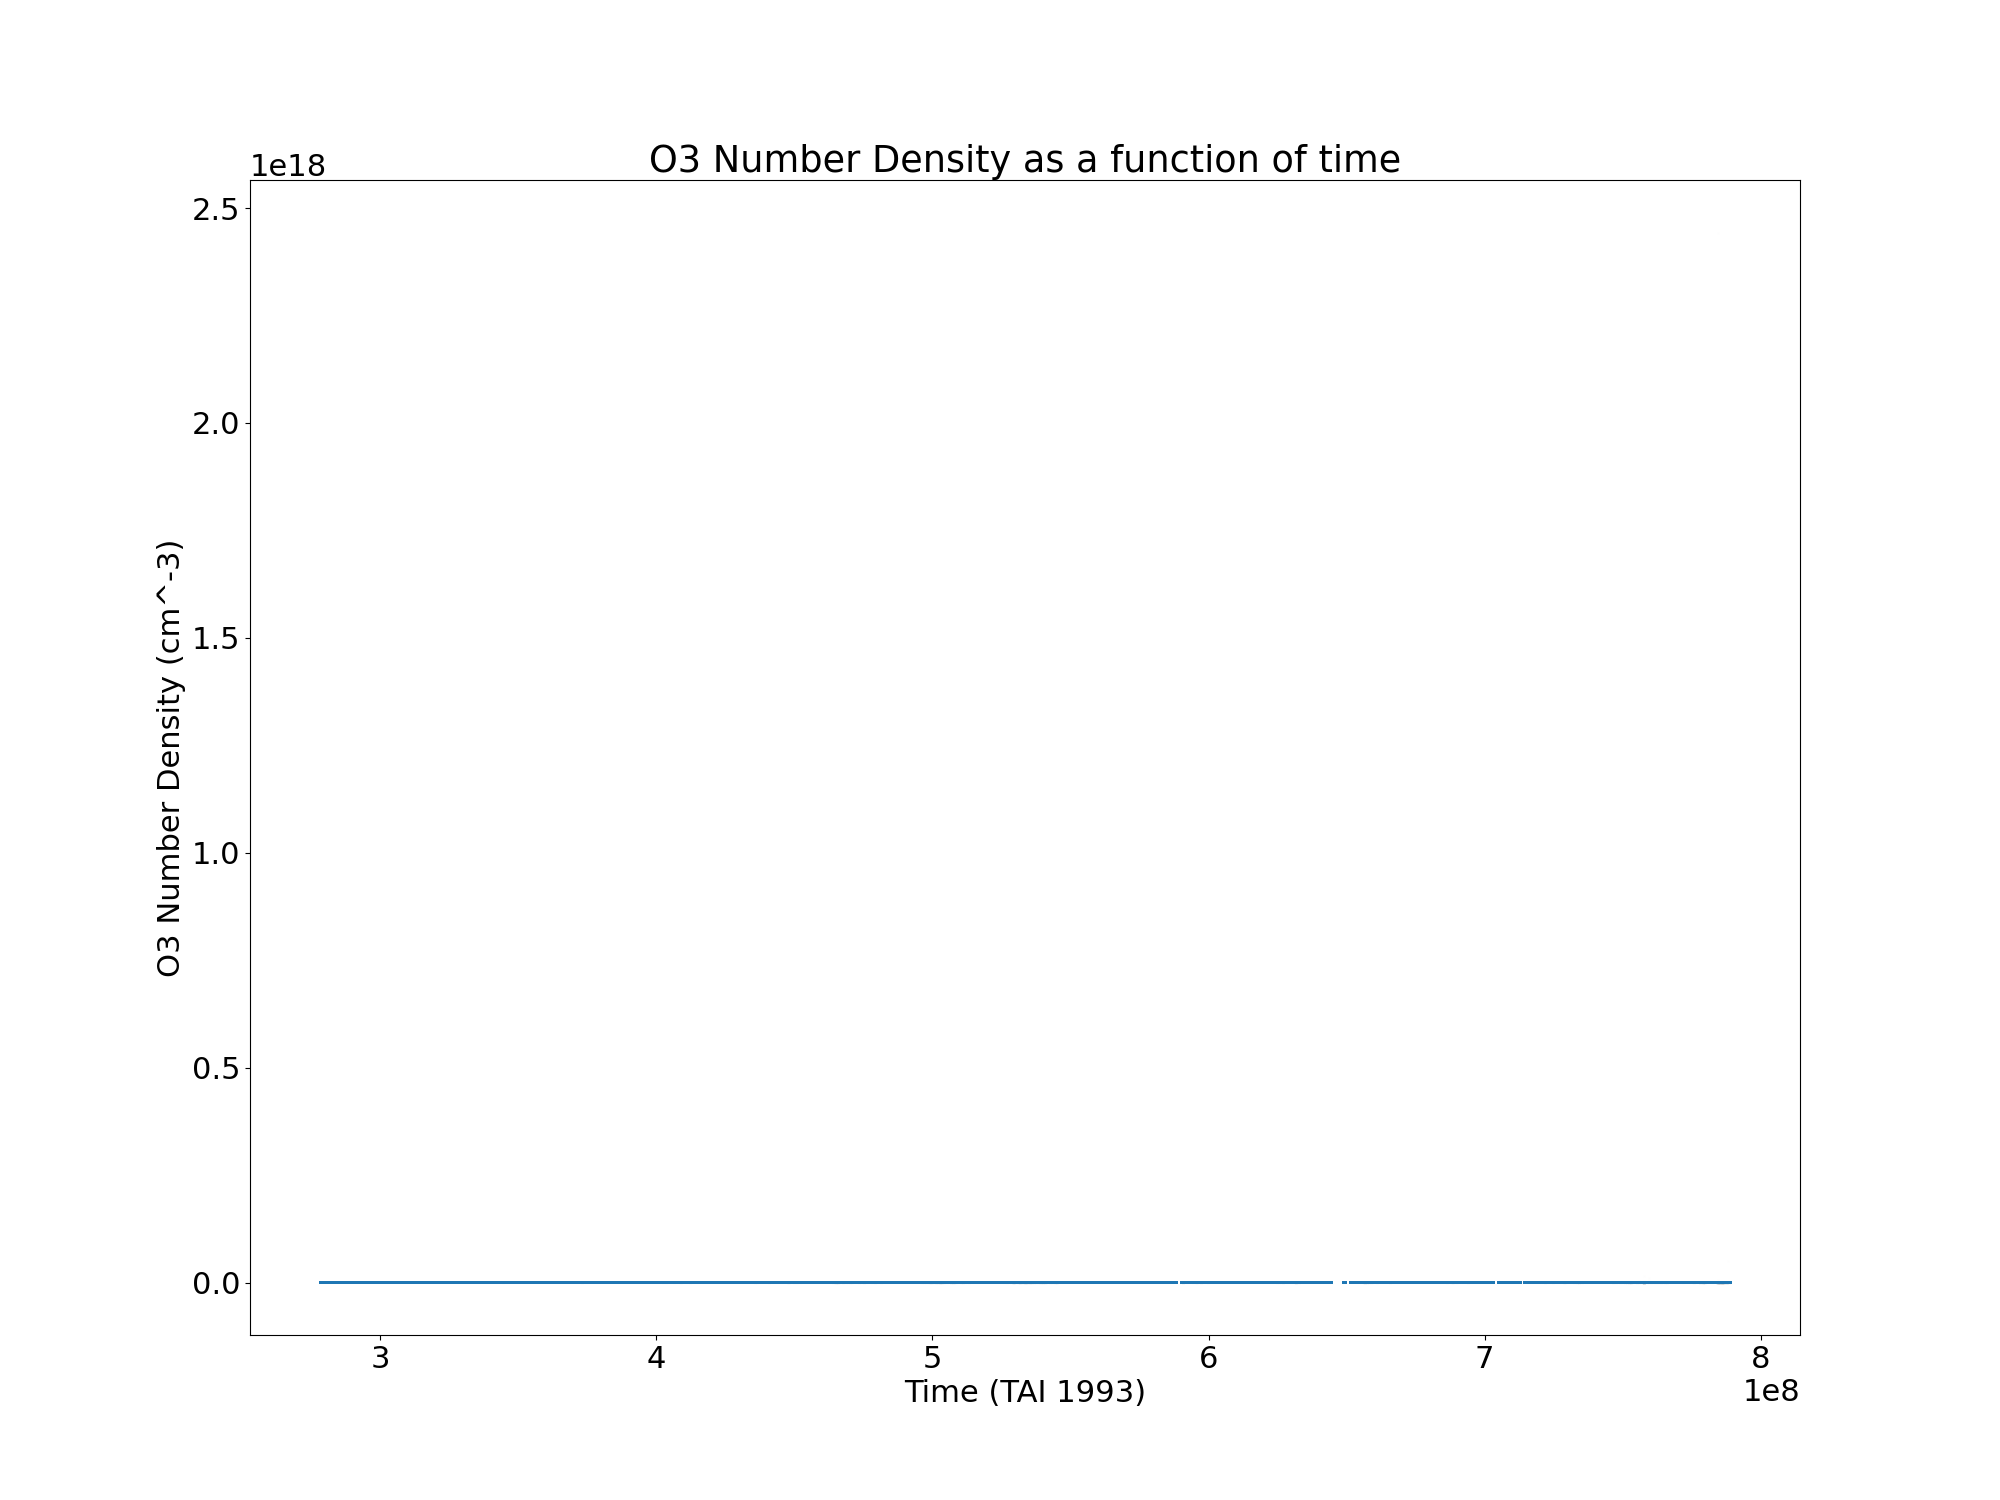 O3 Number Density as a function of time
1e18
2.5
2.0
1.5
1.0
0.5
0.0
O3 Number Density (cm^-3)
3 4 5 6 7 8
1e8
Time (TAI 1993)